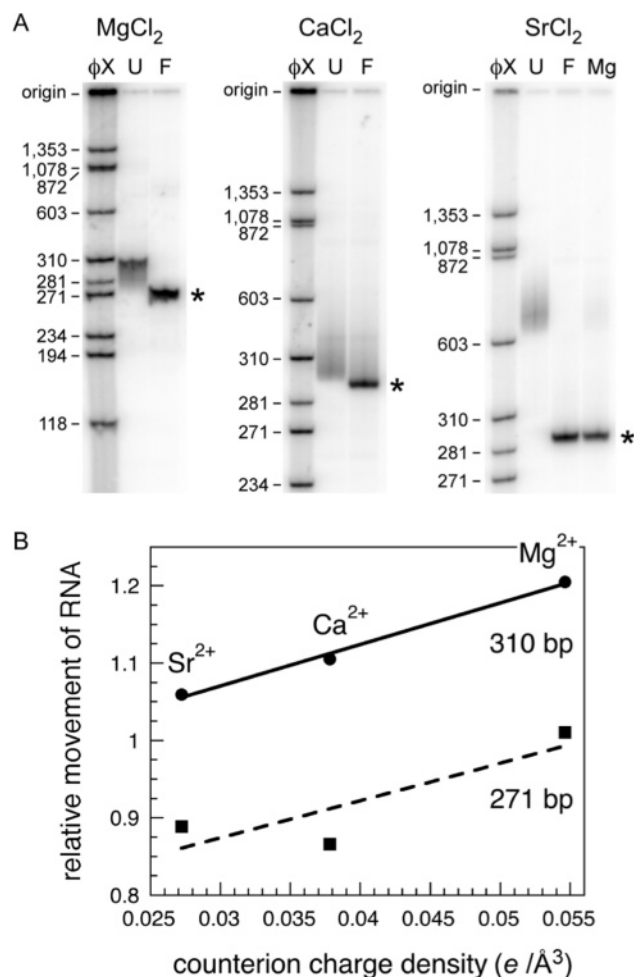 A
MgCl2
CaCl2
SrCl2
ϕX U F
ϕX U F
ϕX U F Mg
origin
1,353
1,078
872
603
310
281
271
234
194
118
*
origin
1,353
1,078
872
603
310
281
271
234
*
origin
1,353
1,078
872
603
310
281
271
*
B
relative movement of RNA
1.2
1.1
1
0.9
0.8
Sr2+
Ca2+
Mg2+
310 bp
271 bp
0.025 0.03 0.035 0.04 0.045 0.05 0.055
counterion charge density (e /Å3)